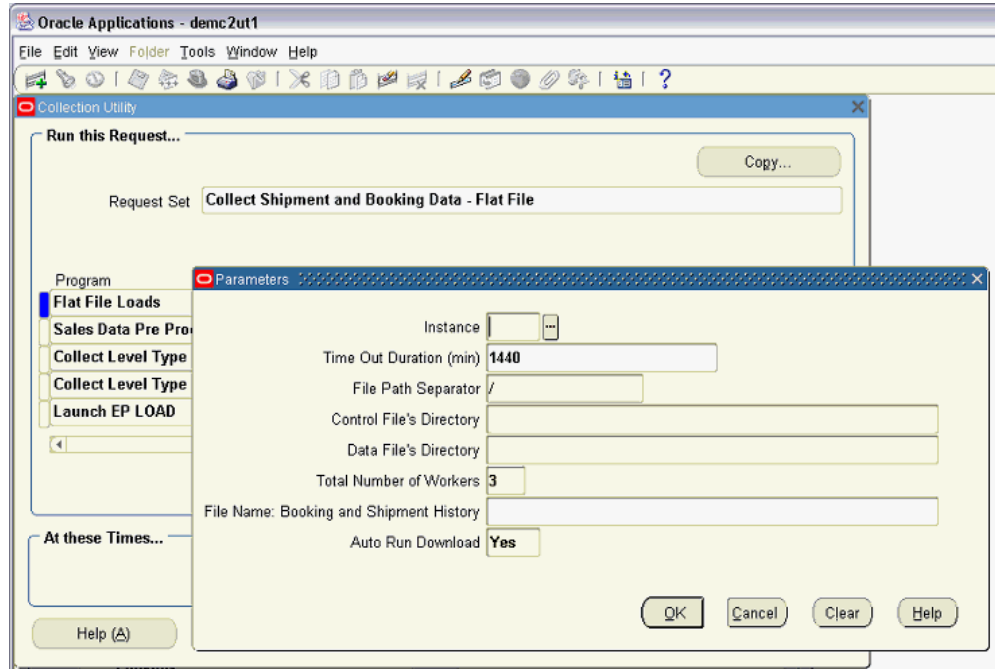 Oracle Applications - demc2ut1
File Edit View Folder Tools Window Help
Collection Utility
Run this Request...
Copy...
Request Set Collect Shipment and Booking Data - Flat File
Program
Parameters
Flat File Loads
Sales Data Pre Pro
Collect Level Type
Collect Level Type
Launch EP LOAD
Instance
Time Out Duration (min) 1440
File Path Separator /
Control File's Directory
Data File's Directory
Total Number of Workers 3
File Name: Booking and Shipment History
Auto Run Download Yes
At these Times...
OK Cancel Clear Help
Help (A)